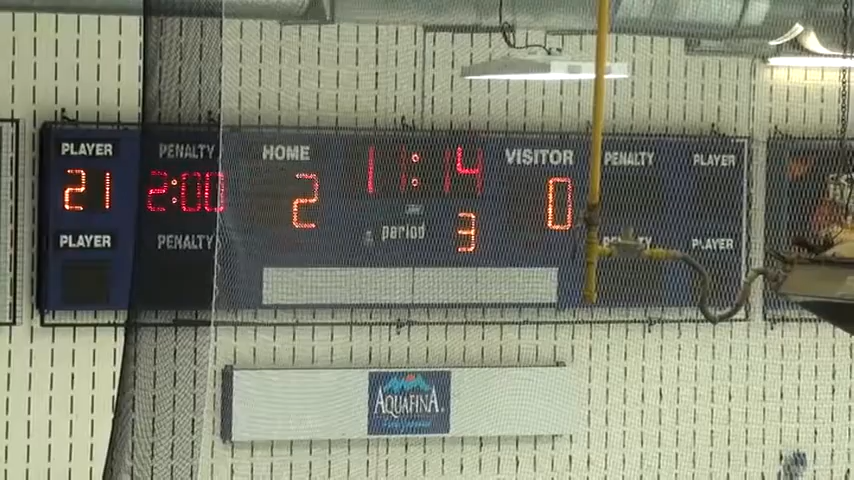 PLAYER PENALTY HOME 11:14 VISITOR PENALTY PLAYER
21 2:00 2 0
PLAYER PENALTY period 3 PENALTY PLAYER
AQUAFINA